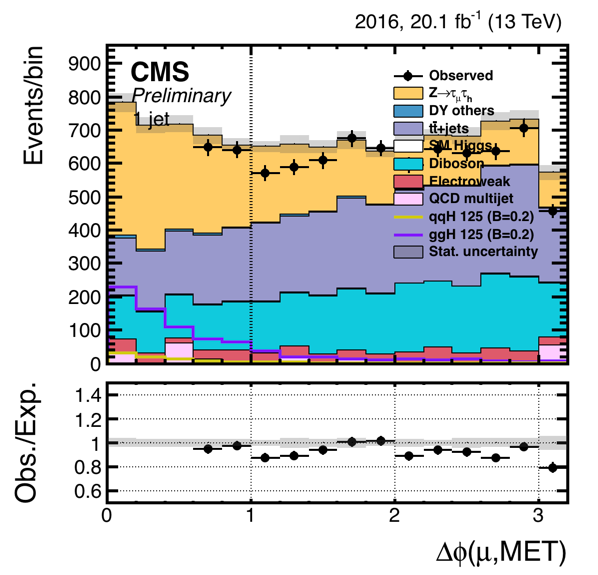 2016, 20.1 fb⁻¹ (13 TeV)
Events/bin
900
800
700
600
500
400
300
200
100
0
CMS
Preliminary
1 jet
Observed
Z→τ_μτ_h
DY others
tt̄+jets
SM Higgs
Diboson
Electroweak
QCD multijet
qqH 125 (B=0.2)
ggH 125 (B=0.2)
Stat. uncertainty
Obs./Exp.
1.4
1.2
1
0.8
0.6
0
1
2
3
Δϕ(μ,MET)